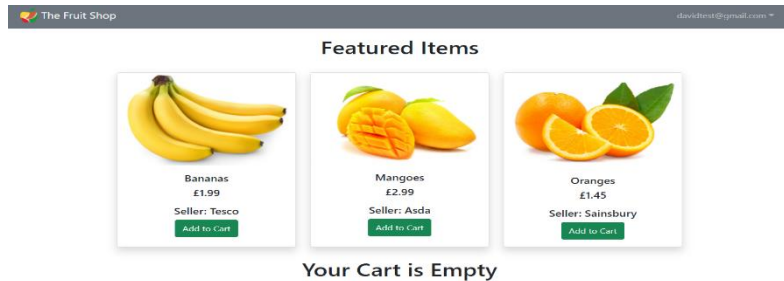 The Fruit Shop
davidtest@gmail.com
Featured Items
Bananas
£1.99
Seller: Tesco
Add to Cart
Mangoes
£2.99
Seller: Asda
Add to Cart
Oranges
£1.45
Seller: Sainsbury
Add to Cart
Your Cart is Empty